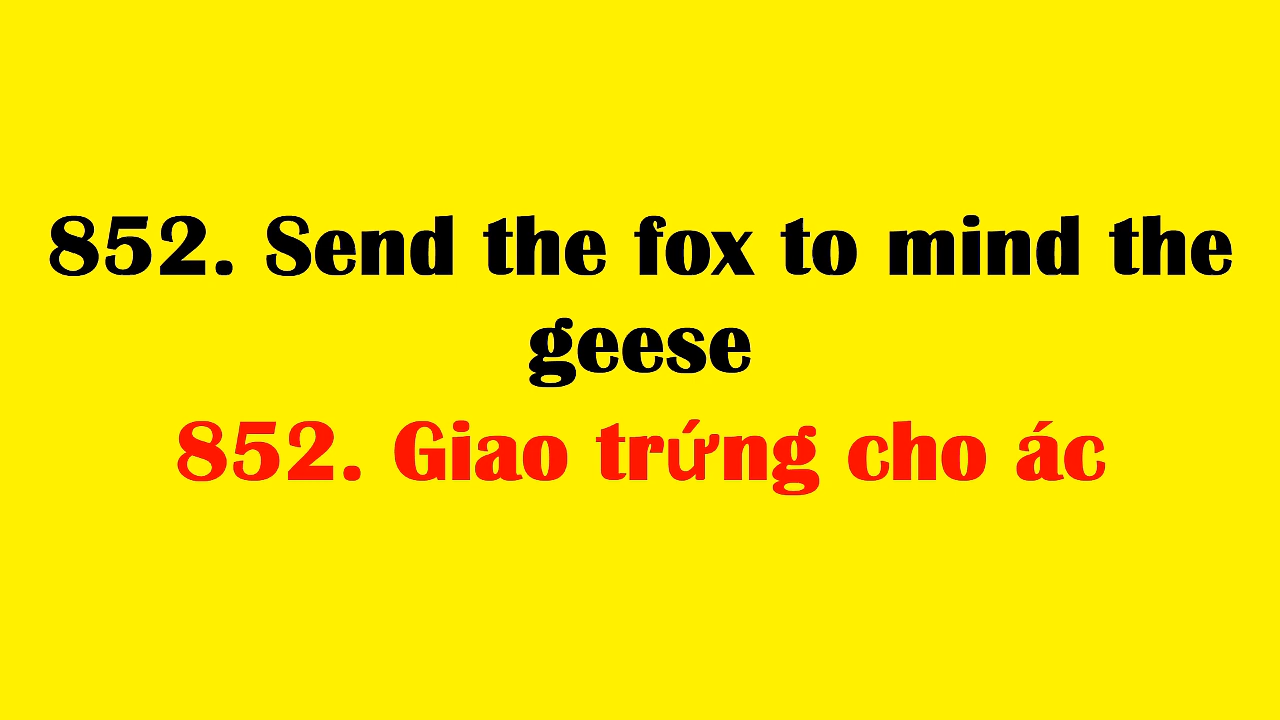 852. Send the fox to mind the
geese
852. Giao trứng cho ác